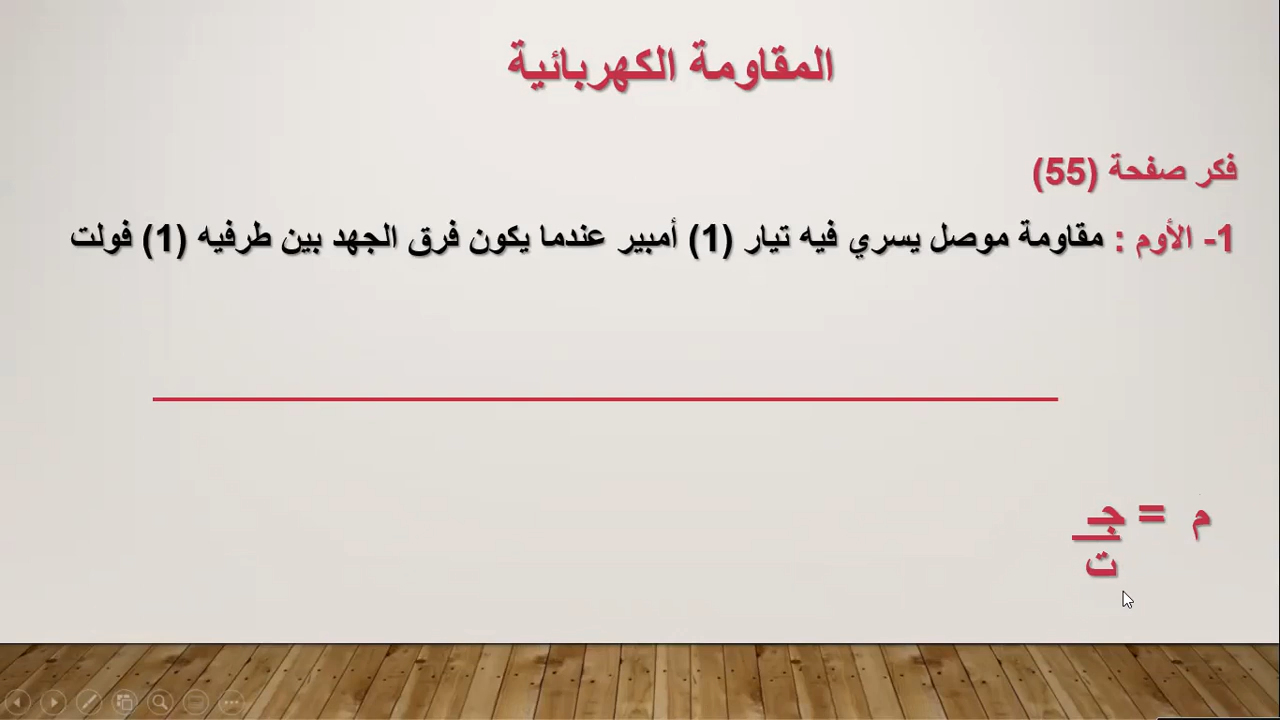 المقاومة الكهربائية
فكر صفحة (55)
1- الأوم : مقاومة موصل يسري فيه تيار (1) أمبير عندما يكون فرق الجهد بين طرفيه (1) فولت
م = جـ
ت